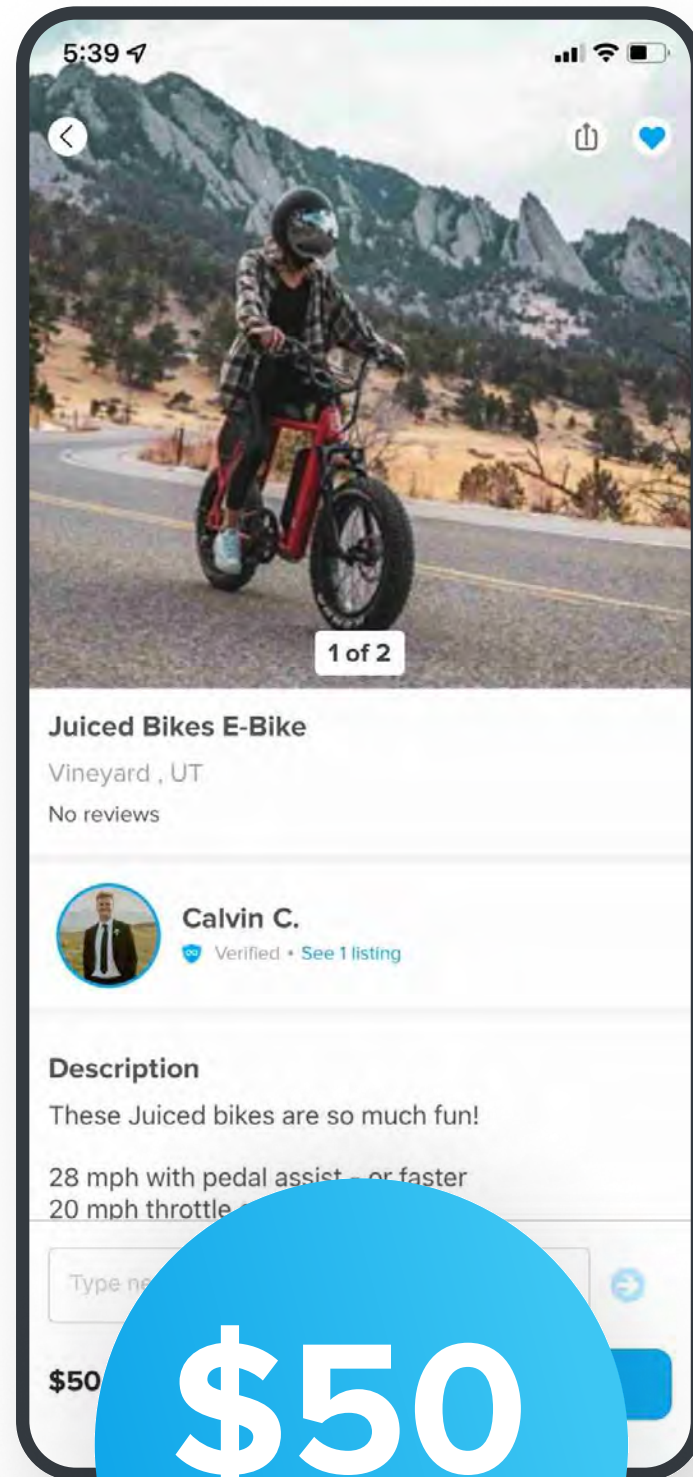 5:39
1 of 2
Juiced Bikes E-Bike
Vineyard , UT
No reviews
Calvin C.
Verified • See 1 listing
Description
These Juiced bikes are so much fun!
28 mph with pedal assist - or faster
20 mph throttle
Type
$50
$50